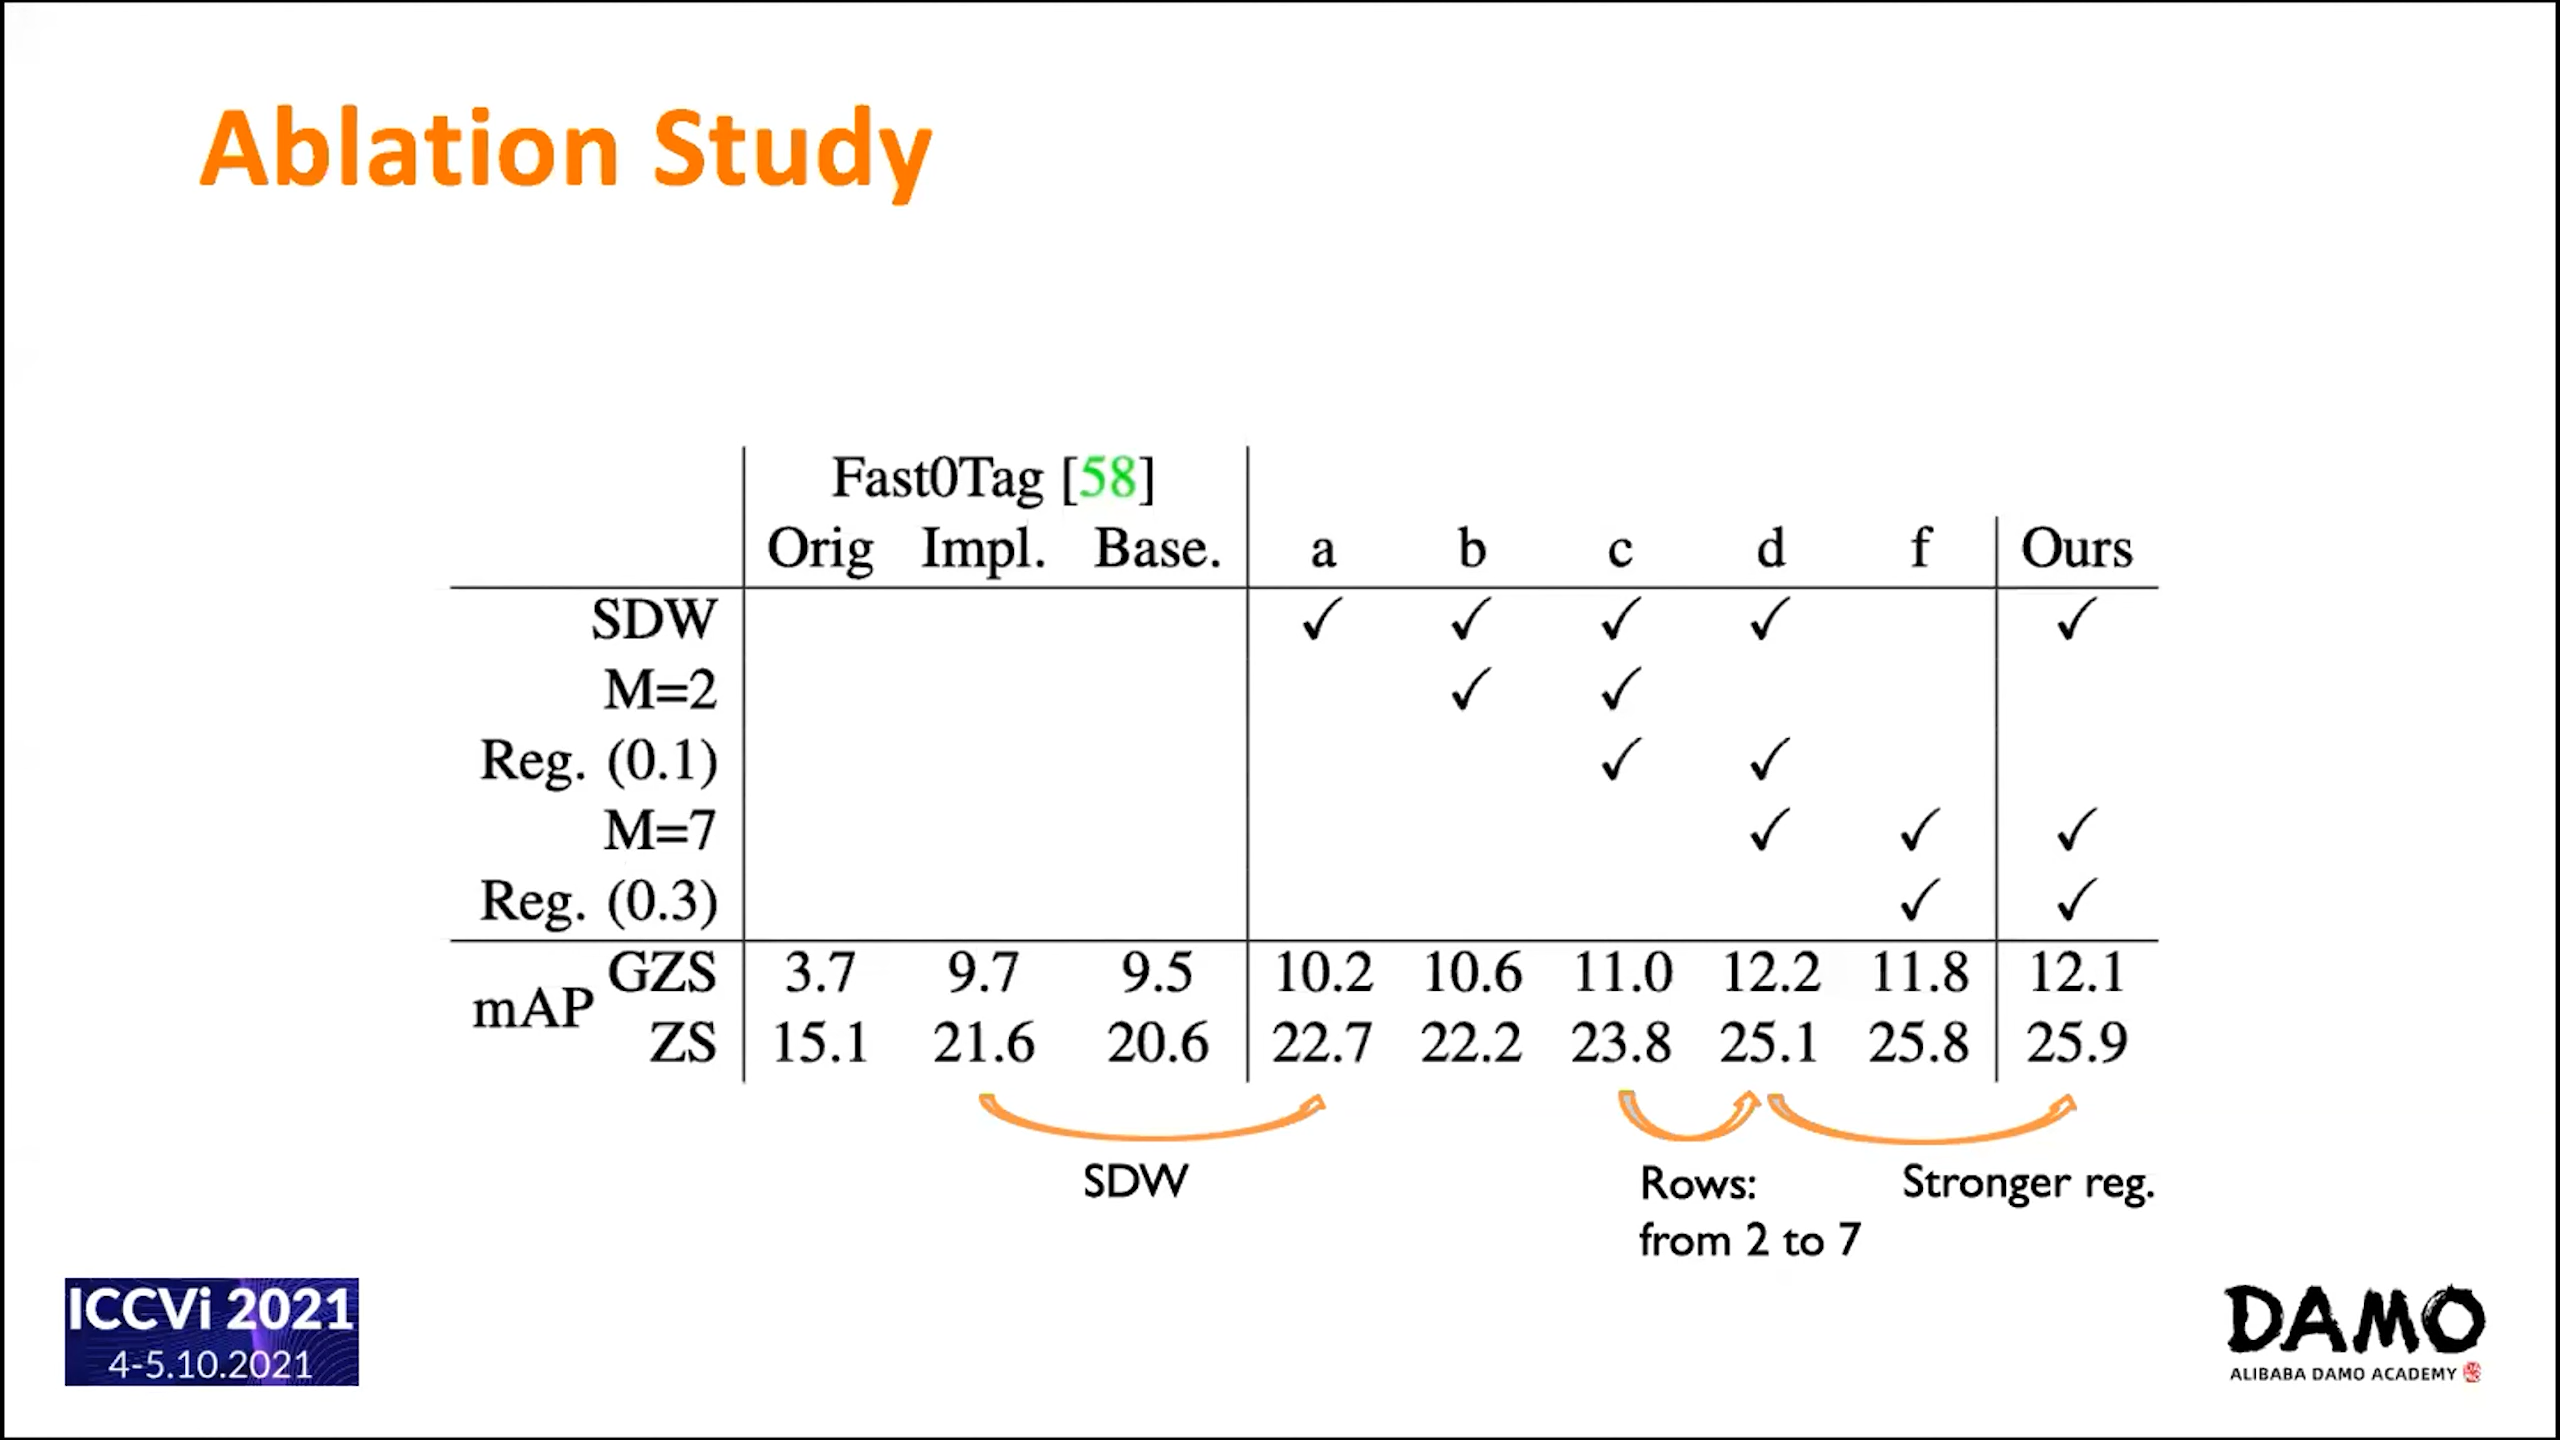 Ablation Study
Fast0Tag [58]
Orig Impl. Base. a b c d f Ours
SDW ✓ ✓ ✓ ✓ ✓
M=2 ✓ ✓
Reg. (0.1) ✓ ✓
M=7 ✓ ✓ ✓
Reg. (0.3) ✓ ✓
mAP
GZS 3.7 9.7 9.5 10.2 10.6 11.0 12.2 11.8 12.1
ZS 15.1 21.6 20.6 22.7 22.2 23.8 25.1 25.8 25.9
SDW
Rows:
from 2 to 7
Stronger reg.
ICCVi 2021
4-5.10.2021
DAMO
ALIBABA DAMO ACADEMY